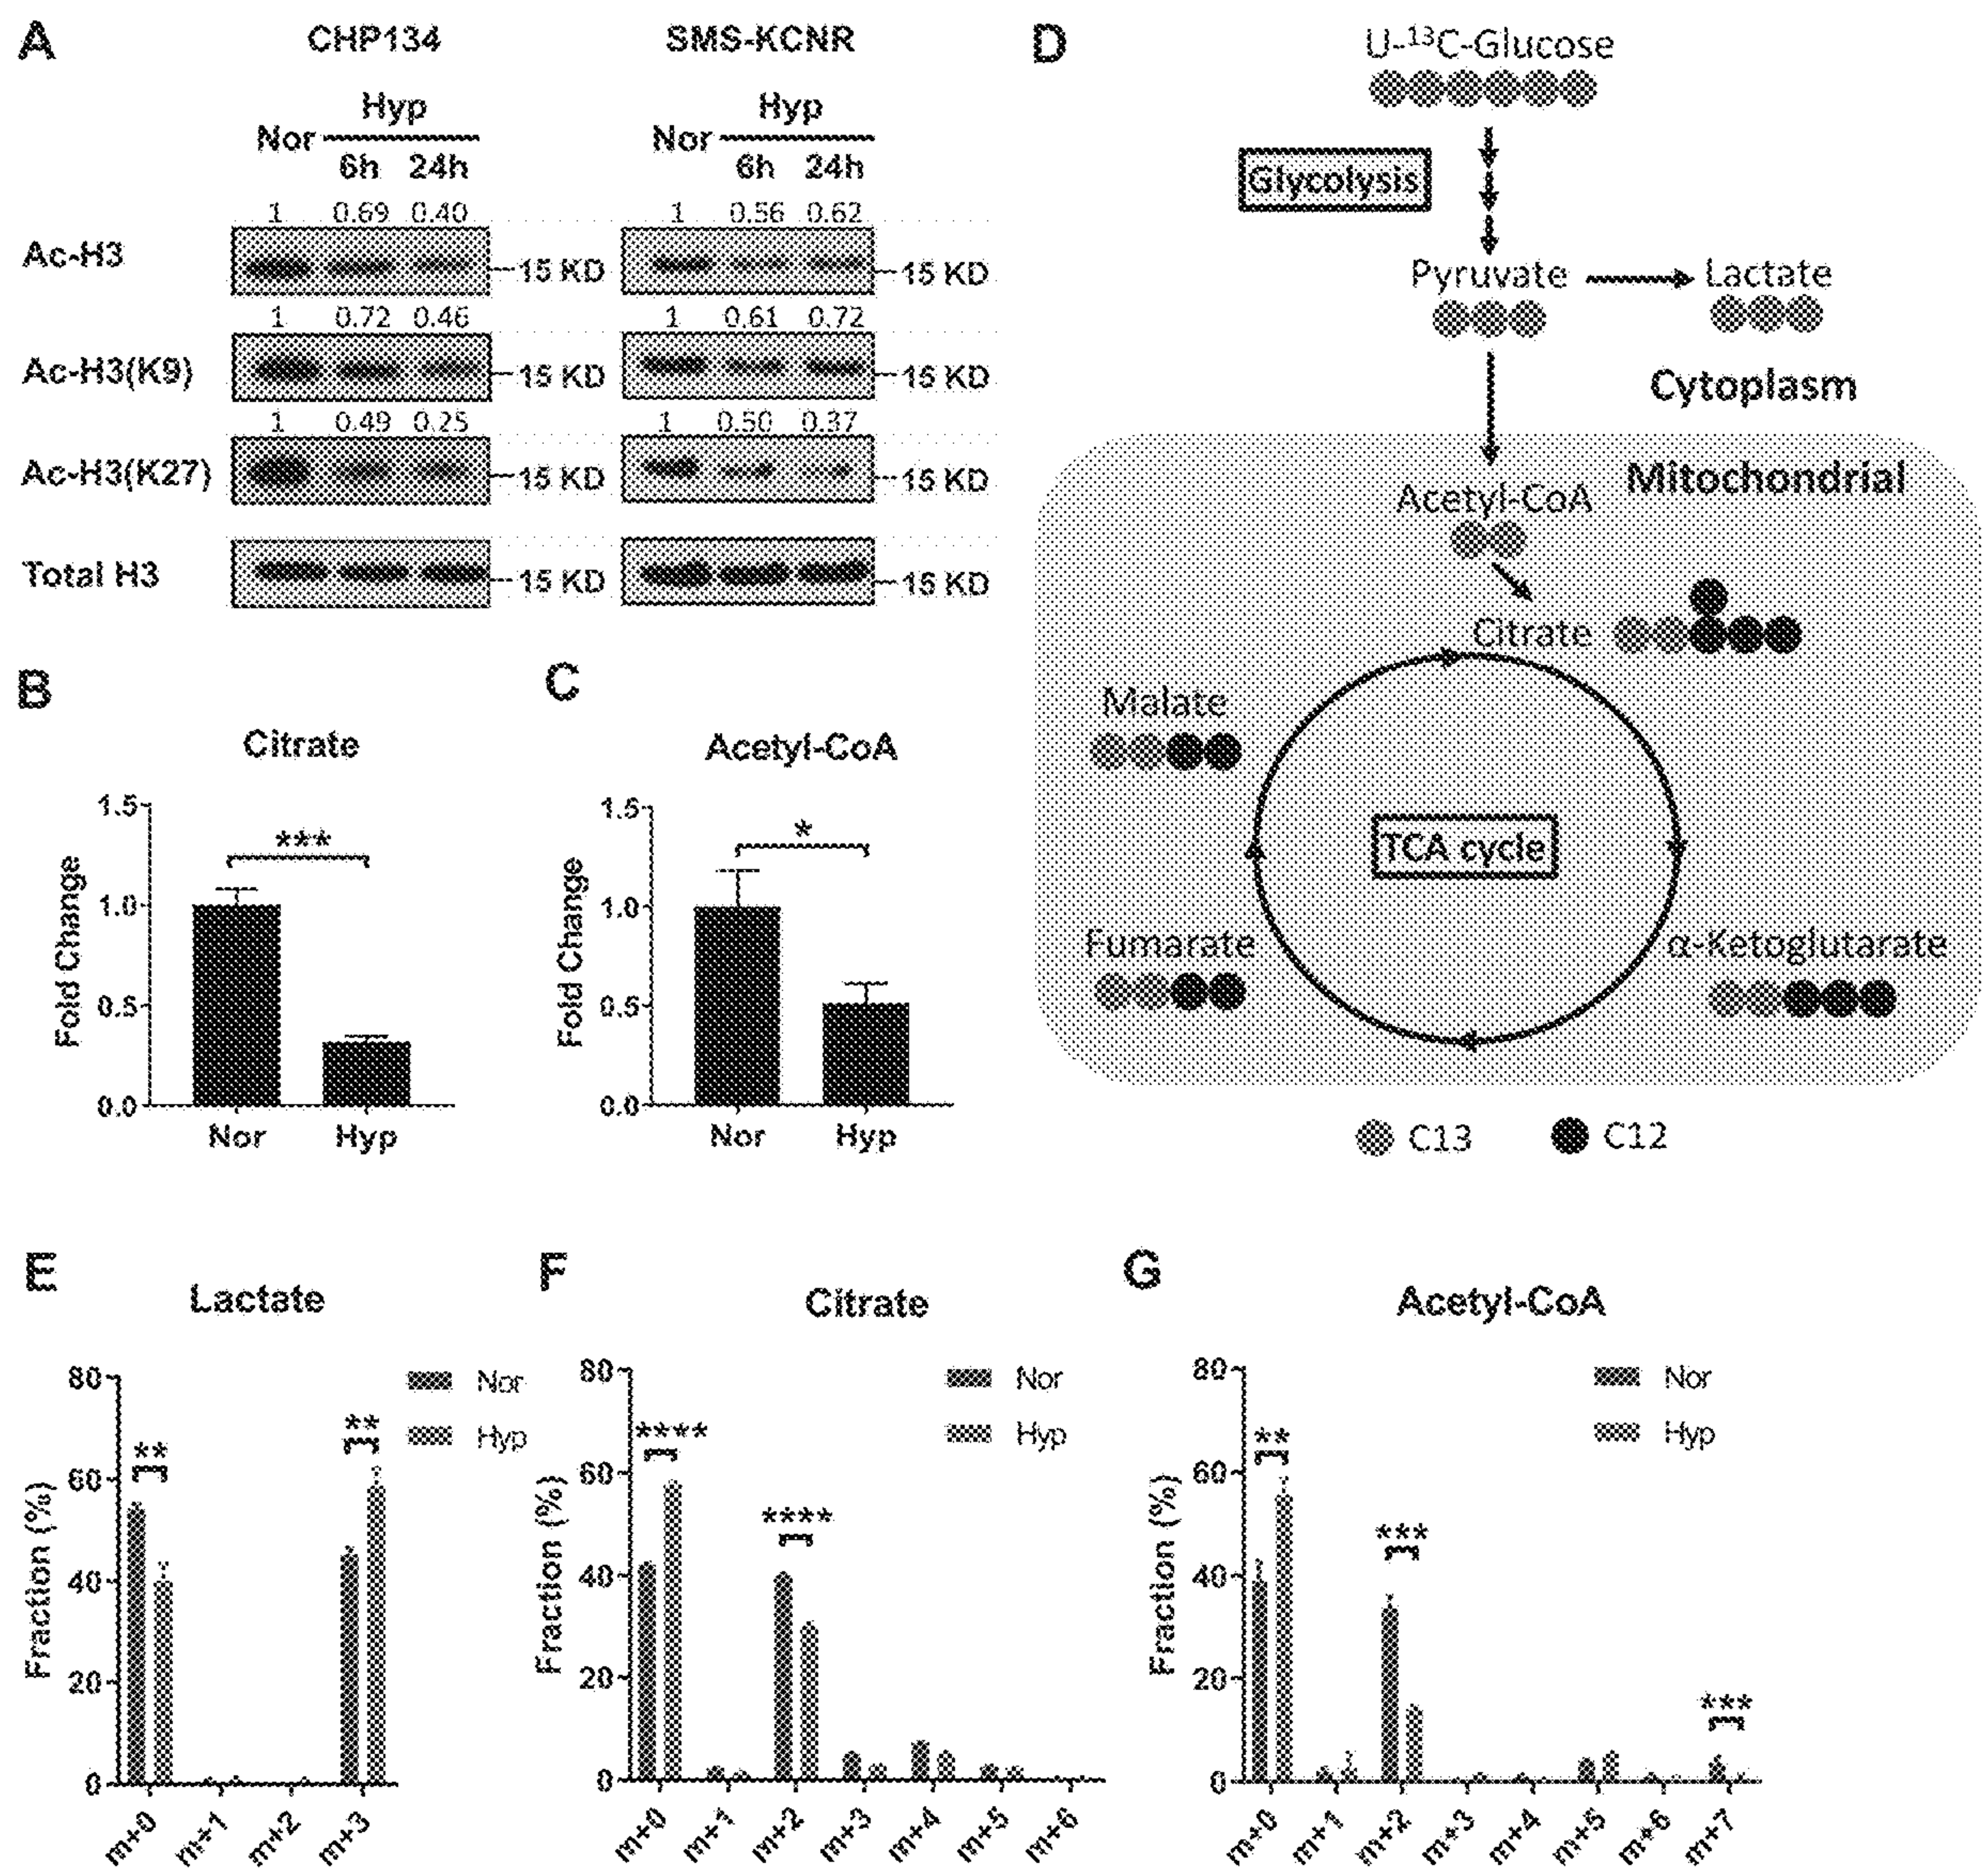 A
CHP134
SMS-KCNR
Hyp
Hyp
Nor
6h 24h
Nor
6h 24h
1 0.69 0.40
1 0.56 0.62
Ac-H3
15 KD
15 KD
1 0.72 0.46
1 0.61 0.72
Ac-H3(K9)
15 KD
15 KD
1 0.49 0.25
1 0.50 0.37
Ac-H3(K27)
15 KD
15 KD
Total H3
15 KD
15 KD
B
Citrate
Fold Change
1.5
1.0
0.5
0.0
***
Nor Hyp
C
Acetyl-CoA
Fold Change
1.5
1.0
0.5
0.0
*
Nor Hyp
D
U-¹³C-Glucose
Glycolysis
Pyruvate
Lactate
Cytoplasm
Mitochondrial
Acetyl-CoA
Citrate
Malate
TCA cycle
Fumarate
α-Ketoglutarate
C13 C12
E
Lactate
Fraction (%)
80
60
40
20
0
**
**
Nor
Hyp
m+0 m+1 m+2 m+3
F
Citrate
Fraction (%)
80
60
40
20
0
****
****
Nor
Hyp
m+0 m+1 m+2 m+3 m+4 m+5 m+6
G
Acetyl-CoA
Fraction (%)
80
60
40
20
0
**
***
***
Nor
Hyp
m+0 m+1 m+2 m+3 m+4 m+5 m+6 m+7